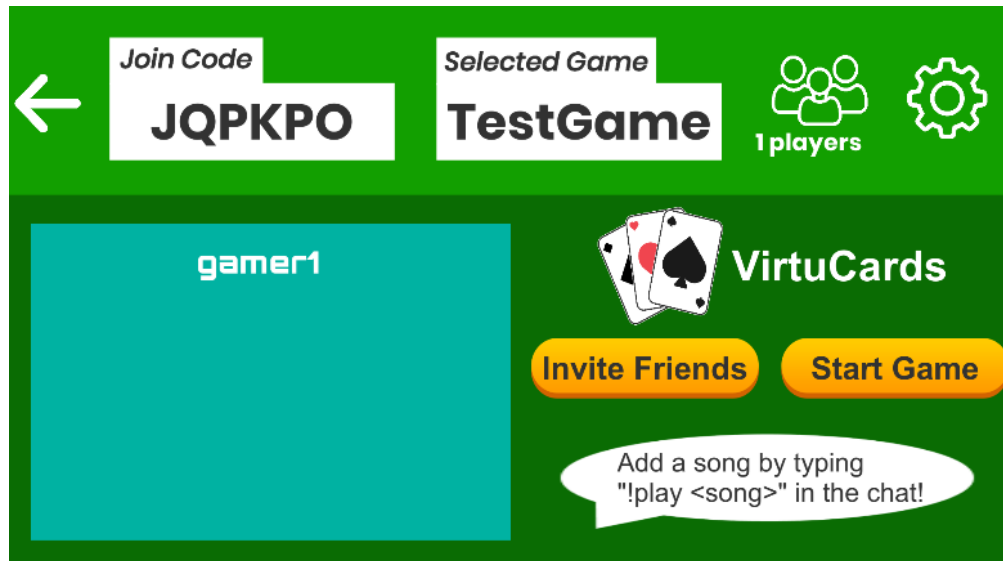 Join Code
JQPKPO
Selected Game
TestGame
1 players
gamer1
VirtuCards
Invite Friends
Start Game
Add a song by typing
"!play <song>" in the chat!